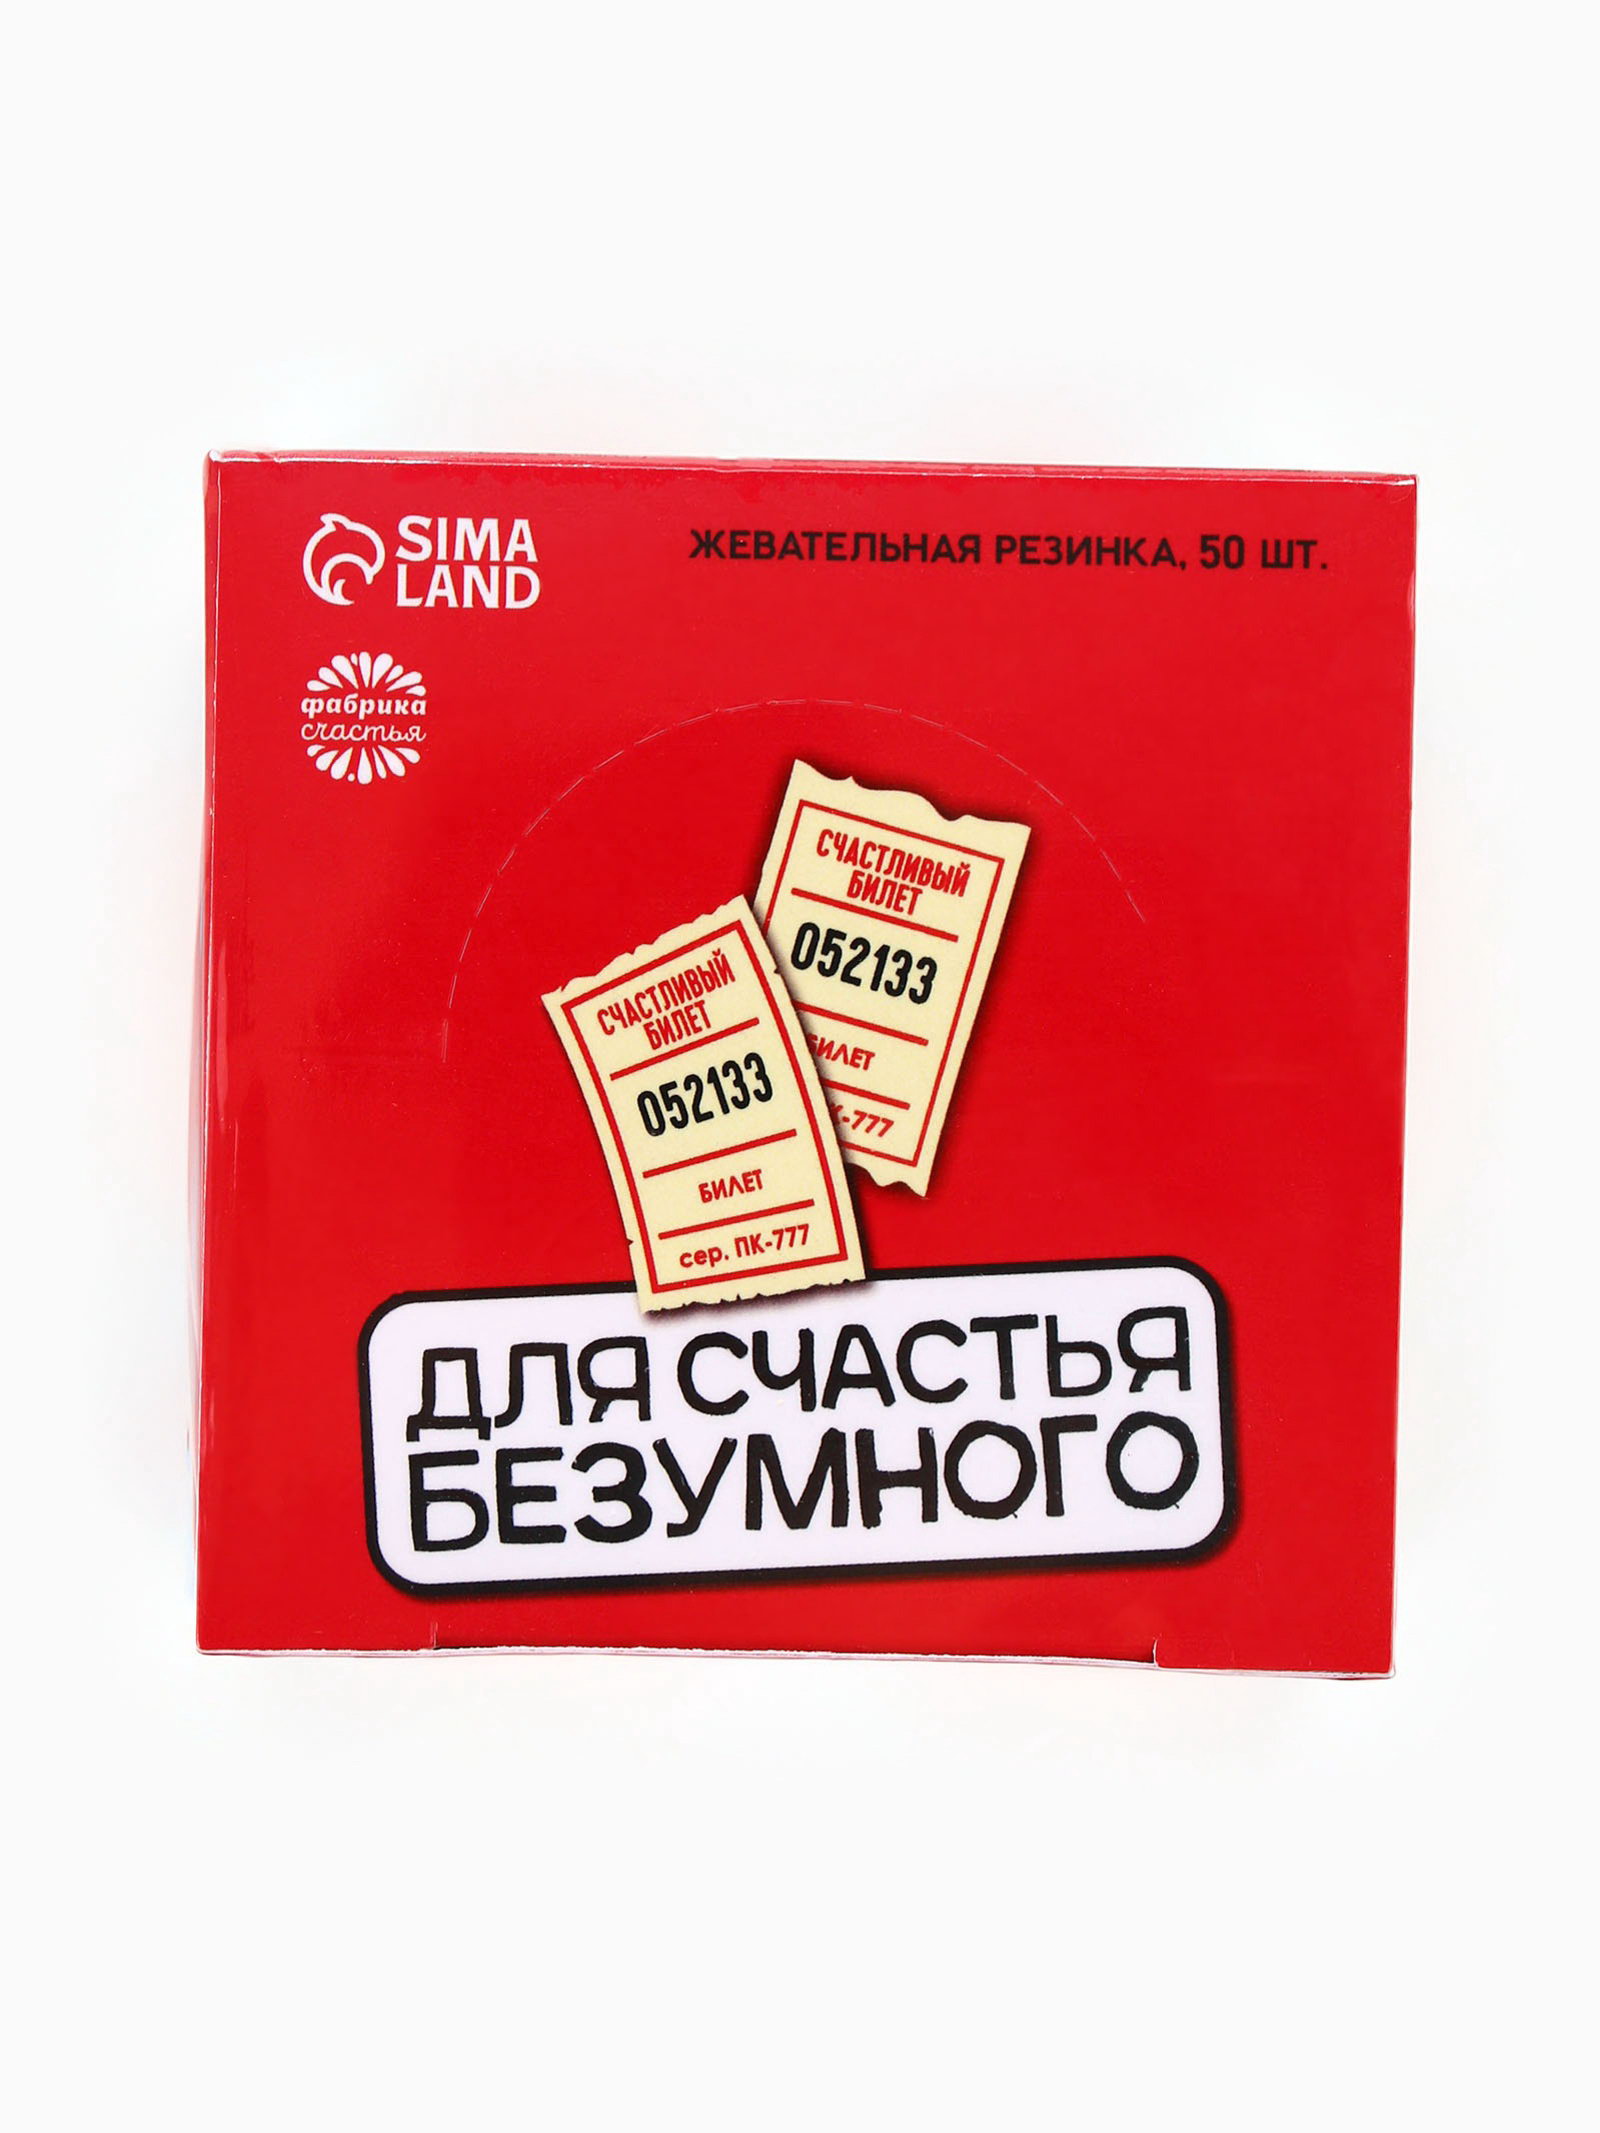 SIMA
LAND
ЖЕВАТЕЛЬНАЯ РЕЗИНКА, 50 ШТ.
фабрика
счастья
СЧАСТЛИВЫЙ
БИЛЕТ
052133
БИЛЕТ
К-777
СЧАСТЛИВЫЙ
БИЛЕТ
052133
БИЛЕТ
сер. ПК-777
ДЛЯ СЧАСТЬЯ
БЕЗУМНОГО